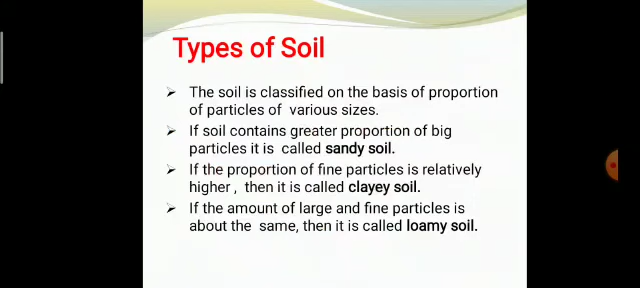 Types of Soil
➤ The soil is classified on the basis of proportion
of particles of various sizes.
➤ If soil contains greater proportion of big
particles it is called sandy soil.
➤ If the proportion of fine particles is relatively
higher , then it is called clayey soil.
➤ If the amount of large and fine particles is
about the same, then it is called loamy soil.